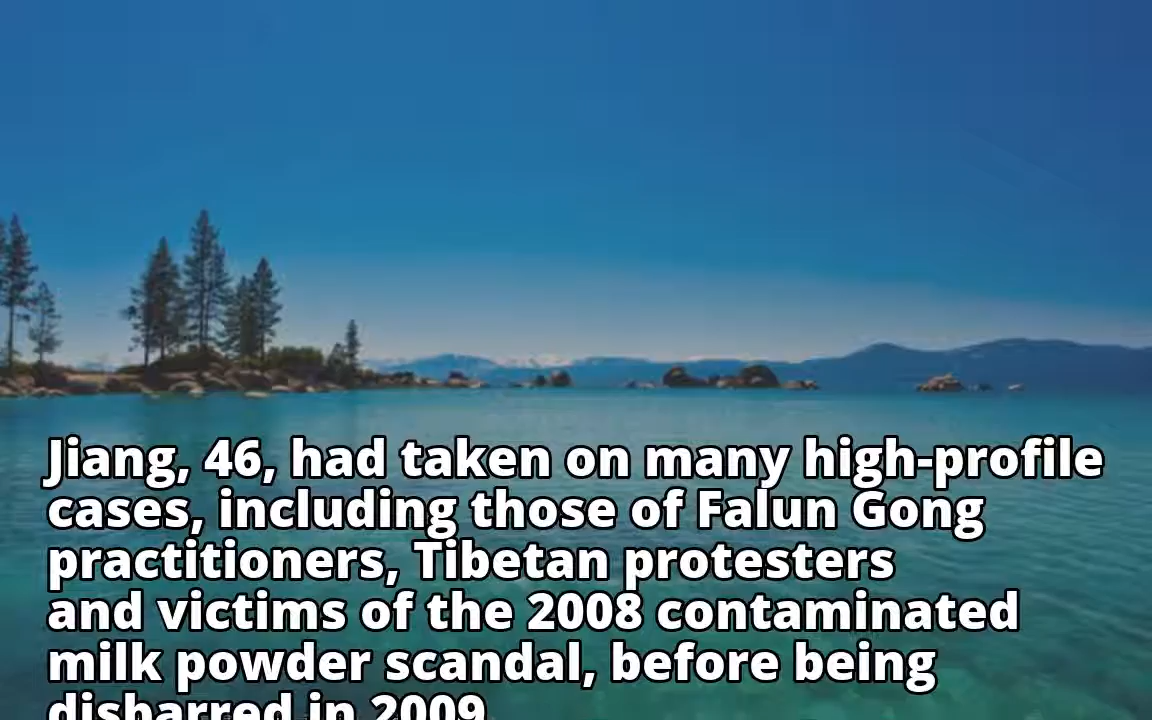 Jiang, 46, had taken on many high-profile
cases, including those of Falun Gong
practitioners, Tibetan protesters
and victims of the 2008 contaminated
milk powder scandal, before being
disbarred in 2009